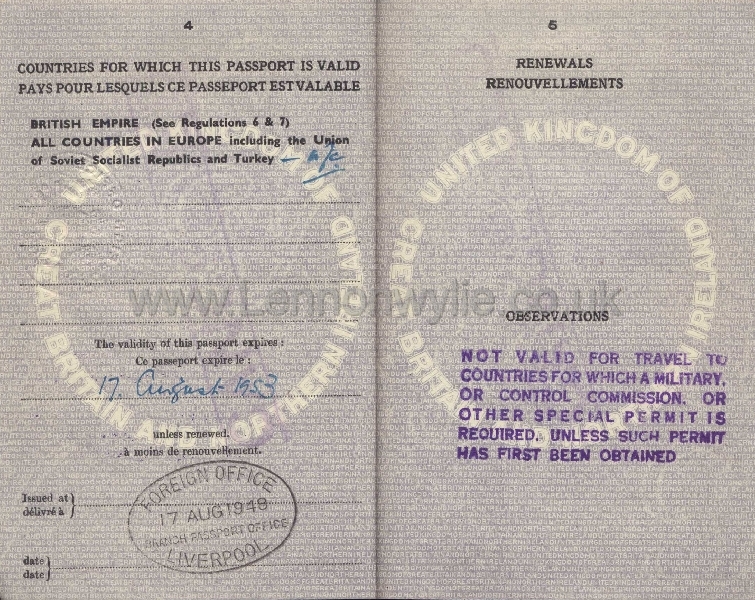 4
COUNTRIES FOR WHICH THIS PASSPORT IS VALID
PAYS POUR LESQUELS CE PASSEPORT EST VALABLE
BRITISH EMPIRE (See Regulations 6 & 7)
ALL COUNTRIES IN EUROPE including the Union
of Soviet Socialist Republics and Turkey —
The validity of this passport expires :
Ce passeport expire le :
17. August 1953
unless renewed.
à moins de renouvellement.
Issued at
délivré à
FOREIGN OFFICE
17 AUG 1948
BRANCH PASSPORT OFFICE
LIVERPOOL
date
date
5
RENEWALS
RENOUVELLEMENTS
UNITED KINGDOM OF
GREAT BRITAIN AND NORTHERN IRELAND
www.Lennonwylie.co.uk
OBSERVATIONS
NOT VALID FOR TRAVEL TO
COUNTRIES FOR WHICH A MILITARY,
OR CONTROL COMMISSION, OR
OTHER SPECIAL PERMIT IS
REQUIRED, UNLESS SUCH PERMIT
HAS FIRST BEEN OBTAINED